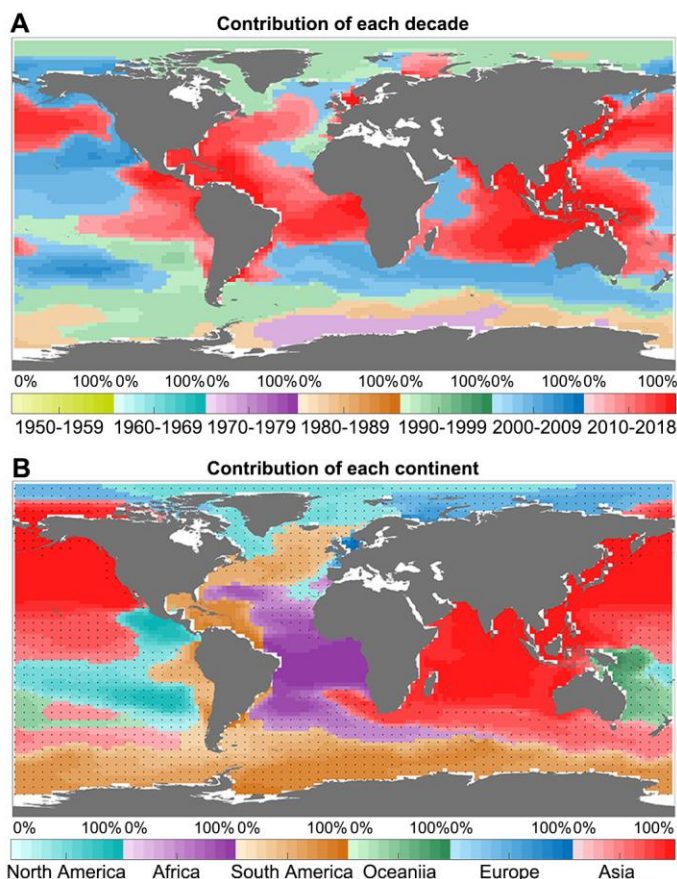 A
Contribution of each decade
0% 100%0% 100%0% 100%0% 100%0% 100%0% 100%0% 100%
1950-1959 1960-1969 1970-1979 1980-1989 1990-1999 2000-2009 2010-2018
B
Contribution of each continent
0% 100%0% 100%0% 100%0% 100%0% 100%0% 100%
North America Africa South America Oceaniia Europe Asia